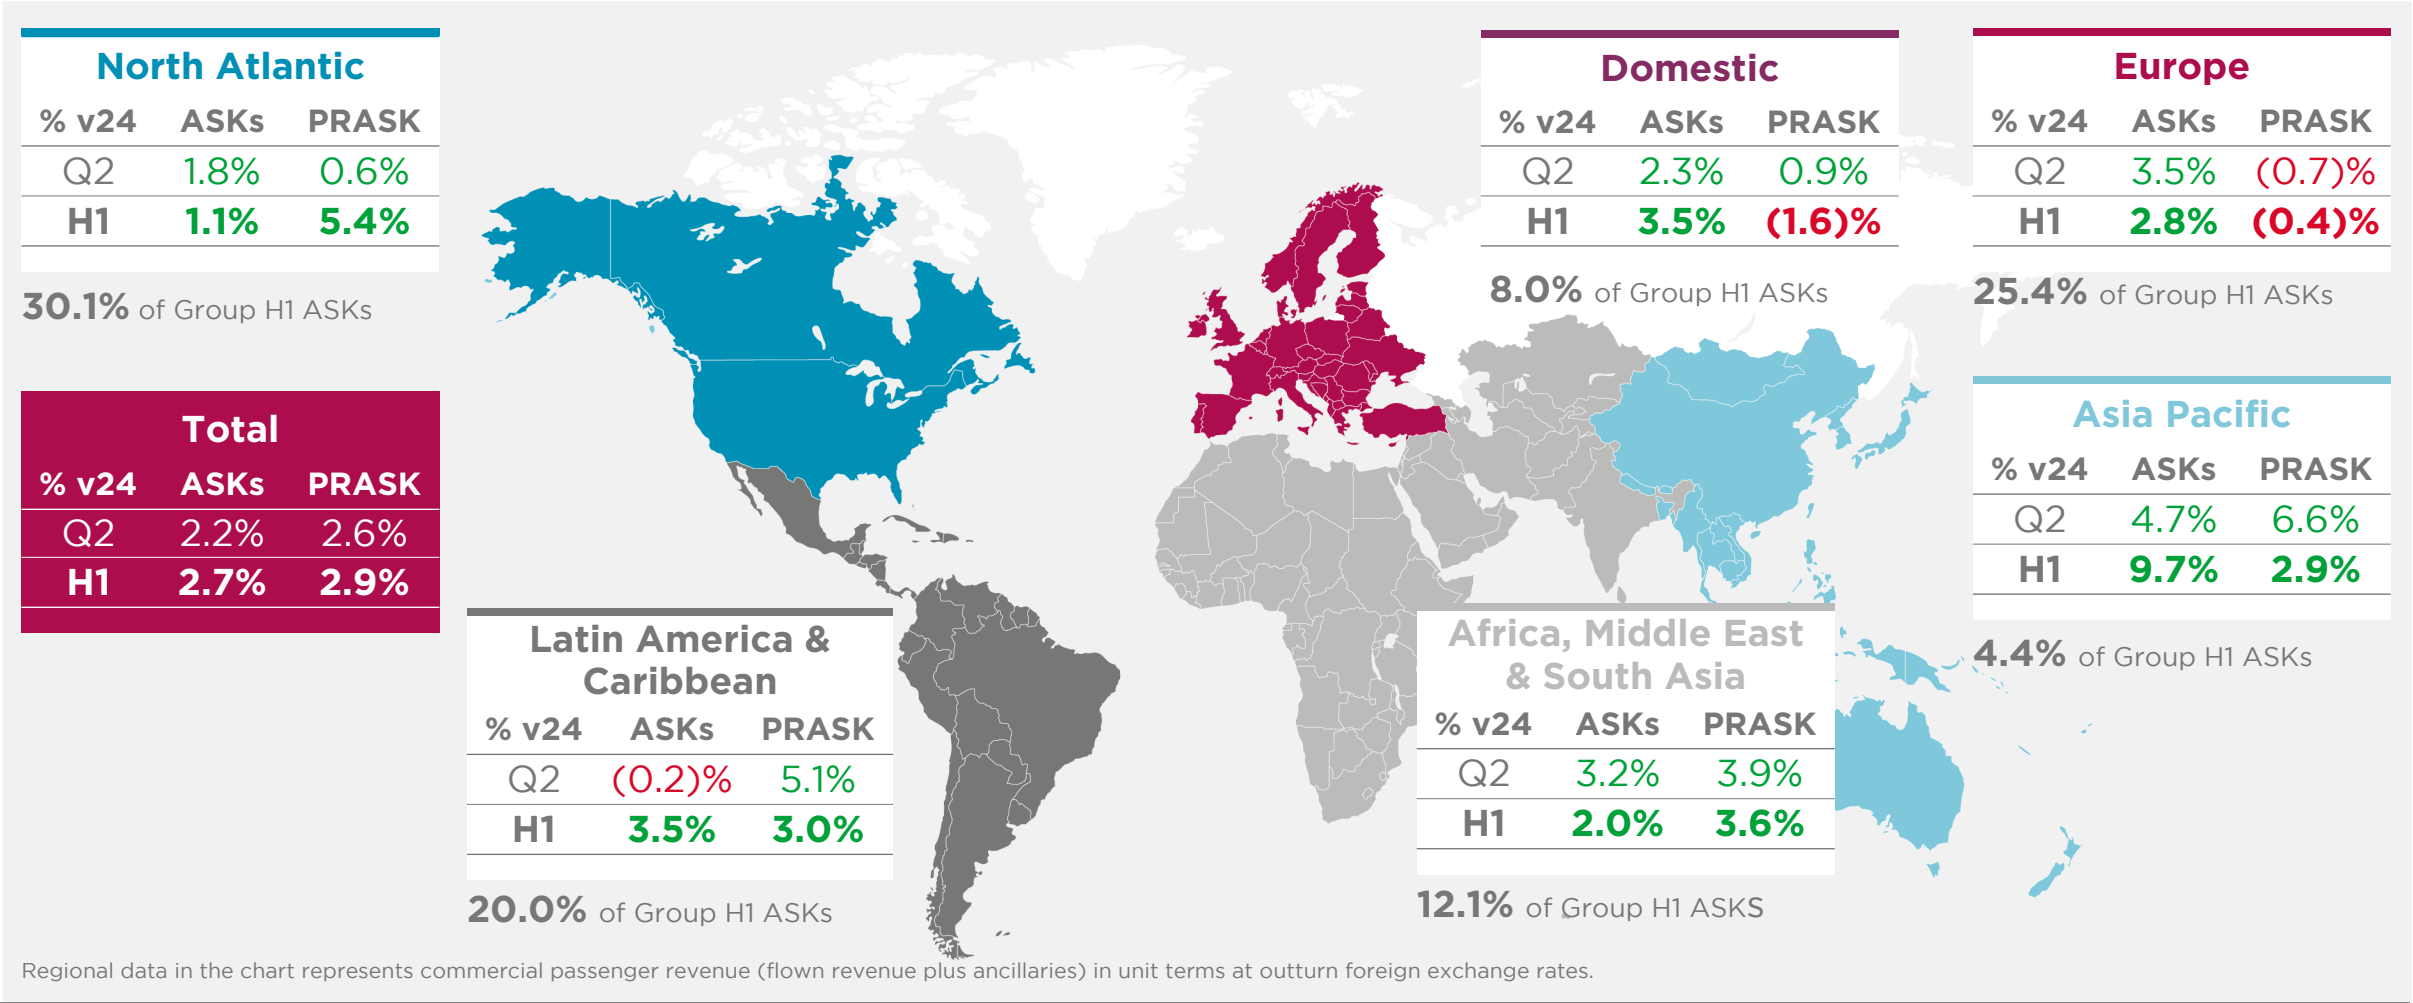 North Atlantic
% v24 ASKs PRASK
Q2 1.8% 0.6%
H1 1.1% 5.4%
30.1% of Group H1 ASKs
Total
% v24 ASKs PRASK
Q2 2.2% 2.6%
H1 2.7% 2.9%
Latin America &
Caribbean
% v24 ASKs PRASK
Q2 (0.2)% 5.1%
H1 3.5% 3.0%
20.0% of Group H1 ASKs
Domestic
% v24 ASKs PRASK
Q2 2.3% 0.9%
H1 3.5% (1.6)%
8.0% of Group H1 ASKs
Europe
% v24 ASKs PRASK
Q2 3.5% (0.7)%
H1 2.8% (0.4)%
25.4% of Group H1 ASKs
Asia Pacific
% v24 ASKs PRASK
Q2 4.7% 6.6%
H1 9.7% 2.9%
4.4% of Group H1 ASKs
Africa, Middle East
& South Asia
% v24 ASKs PRASK
Q2 3.2% 3.9%
H1 2.0% 3.6%
12.1% of Group H1 ASKS
Regional data in the chart represents commercial passenger revenue (flown revenue plus ancillaries) in unit terms at outturn foreign exchange rates.